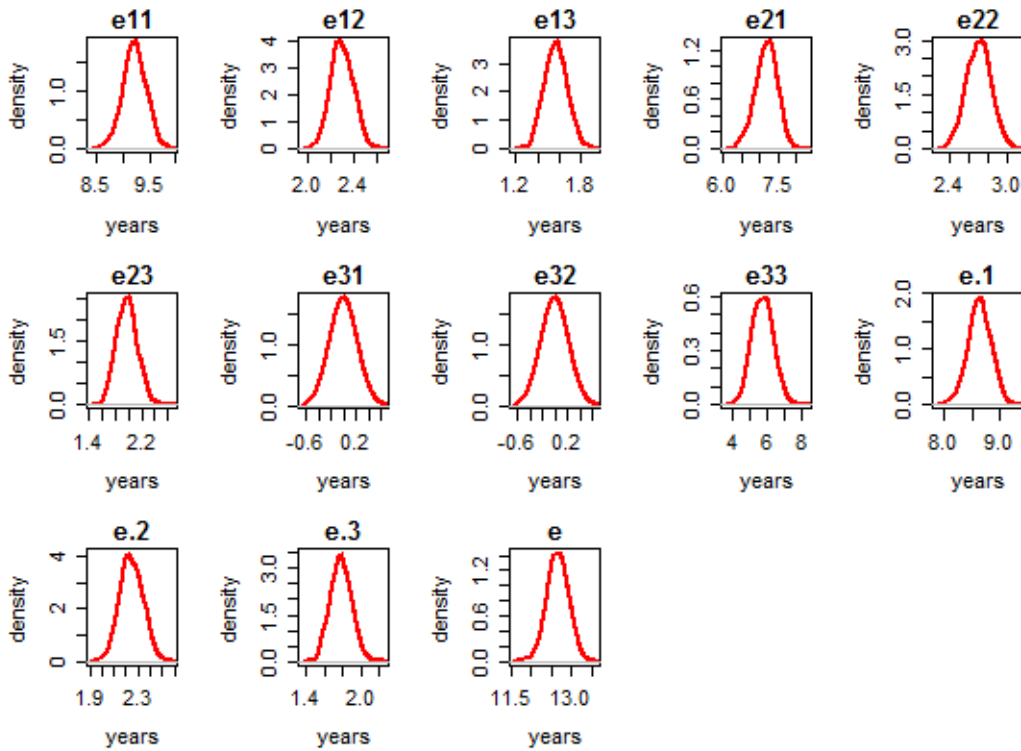 e11 e12 e13 e21 e22
density 0.0 1.0 density 0 1 2 3 4 density 0 1 2 3 density 0.0 0.6 1.2 density 0.0 1.5 3.0
8.5 9.5 2.0 2.4 1.2 1.8 6.0 7.5 2.4 3.0
years years years years years
e23 e31 e32 e33 e.1
density 0.0 1.5 density 0.0 1.0 density 0.0 1.0 density 0.0 0.3 0.6 density 0.0 1.0 2.0
1.4 2.2 -0.6 0.2 -0.6 0.2 4 6 8 8.0 9.0
years years years years years
e.2 e.3 e
density 0 2 4 density 0.0 1.5 3.0 density 0.0 0.6 1.2
1.9 2.3 1.4 2.0 11.5 13.0
years years years